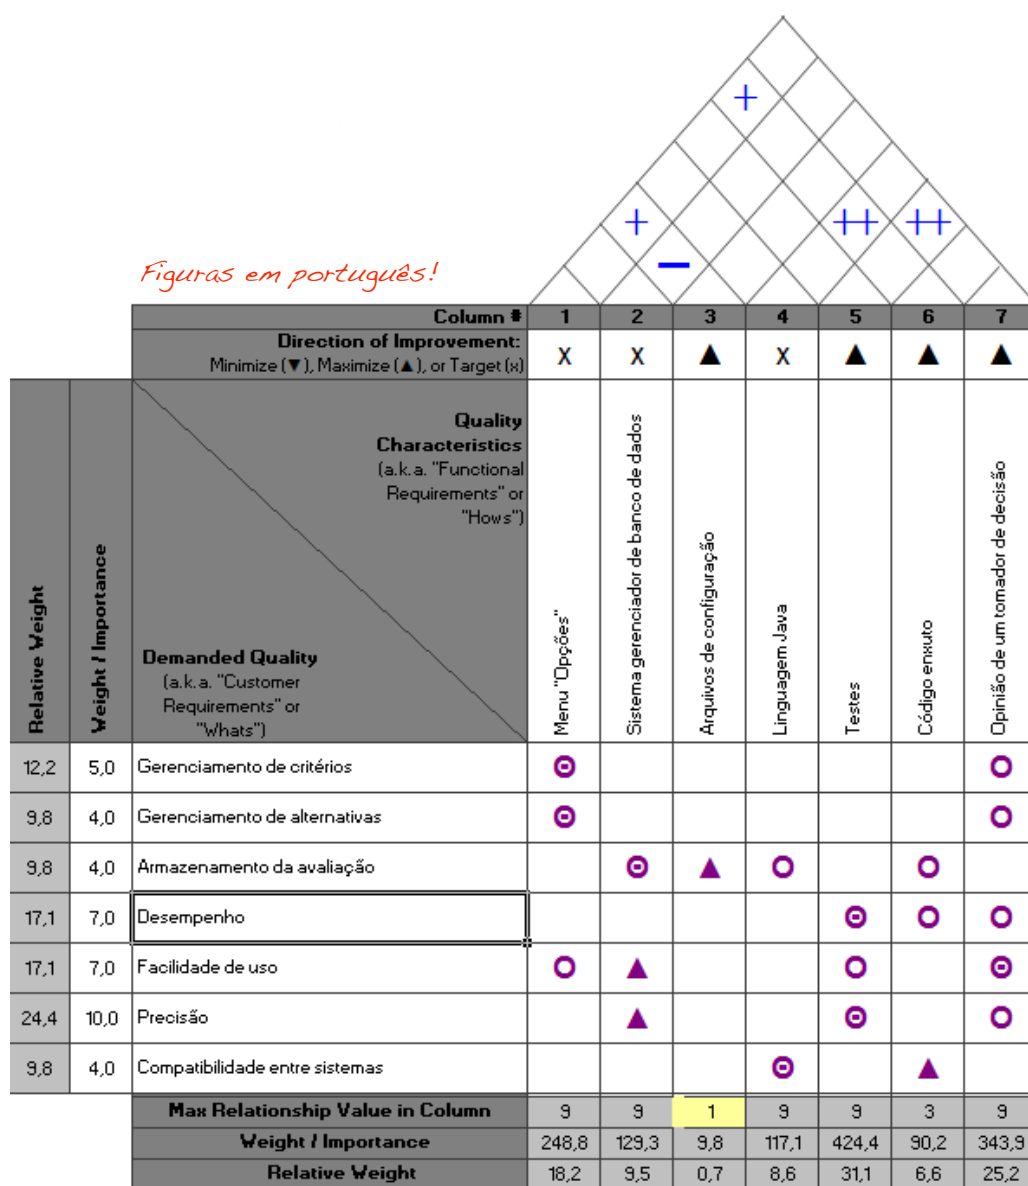 +
+
++
++
−
Figuras em português!
Column # 1 2 3 4 5 6 7
Direction of Improvement:
Minimize (▼), Maximize (▲), or Target (x)
X X ▲ X ▲ ▲ ▲
Relative Weight
Weight / Importance
Quality
Characteristics
(a.k.a. "Functional
Requirements" or
"Hows")
Demanded Quality
(a.k.a. "Customer
Requirements" or
"Whats")
Menu "Opções"
Sistema gerenciador de banco de dados
Arquivos de configuração
Linguagem Java
Testes
Código enxuto
Opinião de um tomador de decisão
12,2 5,0 Gerenciamento de critérios
9,8 4,0 Gerenciamento de alternativas
9,8 4,0 Armazenamento da avaliação
17,1 7,0 Desempenho
17,1 7,0 Facilidade de uso
24,4 10,0 Precisão
9,8 4,0 Compatibilidade entre sistemas
Max Relationship Value in Column 9 9 1 9 9 3 9
Weight / Importance 248,8 129,3 9,8 117,1 424,4 90,2 343,9
Relative Weight 18,2 9,5 0,7 8,6 31,1 6,6 25,2